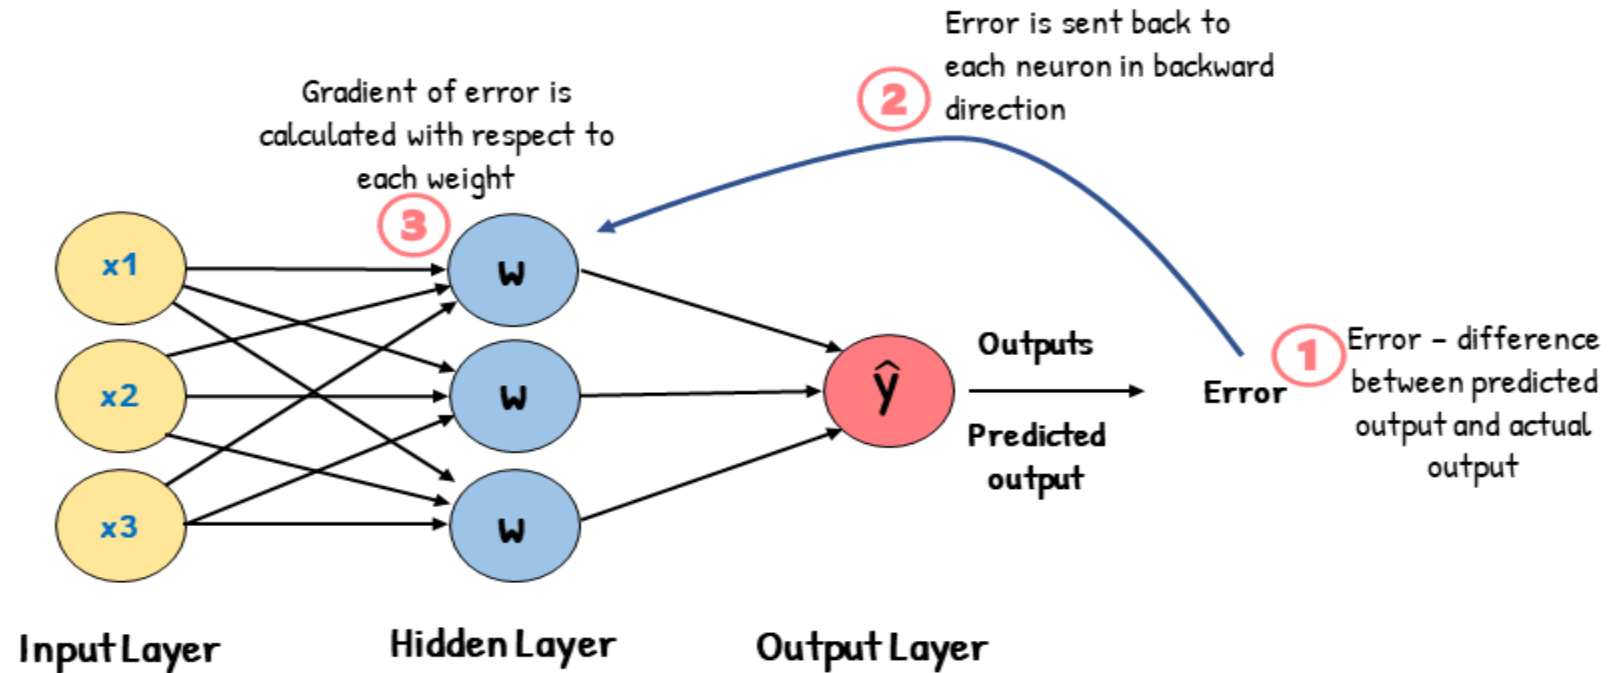 Error is sent back to
each neuron in backward
direction
2
Gradient of error is
calculated with respect to
each weight
3
x1
w
x2
w
x3
w
ŷ
Outputs
Predicted
output
Error
1
Error - difference
between predicted
output and actual
output
Input Layer
Hidden Layer
Output Layer